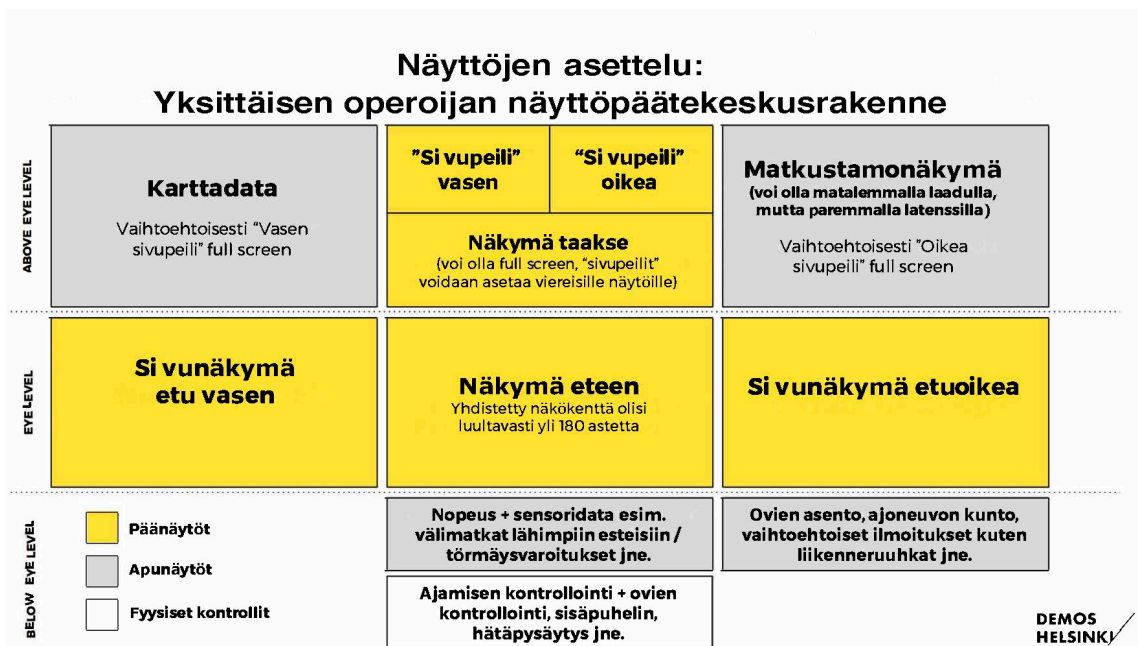 Näyttöjen asettelu:
Yksittäisen operoijan näyttöpäätekeskusrakenne
ABOVE EYE LEVEL
Karttadata
Vaihtoehtoisesti “Vasen
sivupeili” full screen
”Si vupeili”
vasen
“Si vupeili”
oikea
Näkymä taakse
(voi olla full screen, “sivupeilit”
voidaan asetaa viereisille näytöille)
Matkustamonäkymä
(voi olla matalemmalla laadulla,
mutta paremmalla latenssilla)
Vaihtoehtoisesti ”Oikea
sivupeili” full screen
EYE LEVEL
Si vunäkymä
etu vasen
Näkymä eteen
Yhdistetty näkökenttä olisi
luultavasti yli 180 astetta
Si vunäkymä etuoikea
BELOW EYE LEVEL
Päänäytöt
Apunäytöt
Fyysiset kontrollit
Nopeus + sensoridata esim.
välimatkat lähimpiin esteisiin /
törmäysvaroitukset jne.
Ovien asento, ajoneuvon kunto,
vaihtoehtoiset ilmoitukset kuten
liikenneruuhkat jne.
Ajamisen kontrollointi + ovien
kontrollointi, sisäpuhelin,
hätäpysäytys jne.
DEMOS
HELSINKI